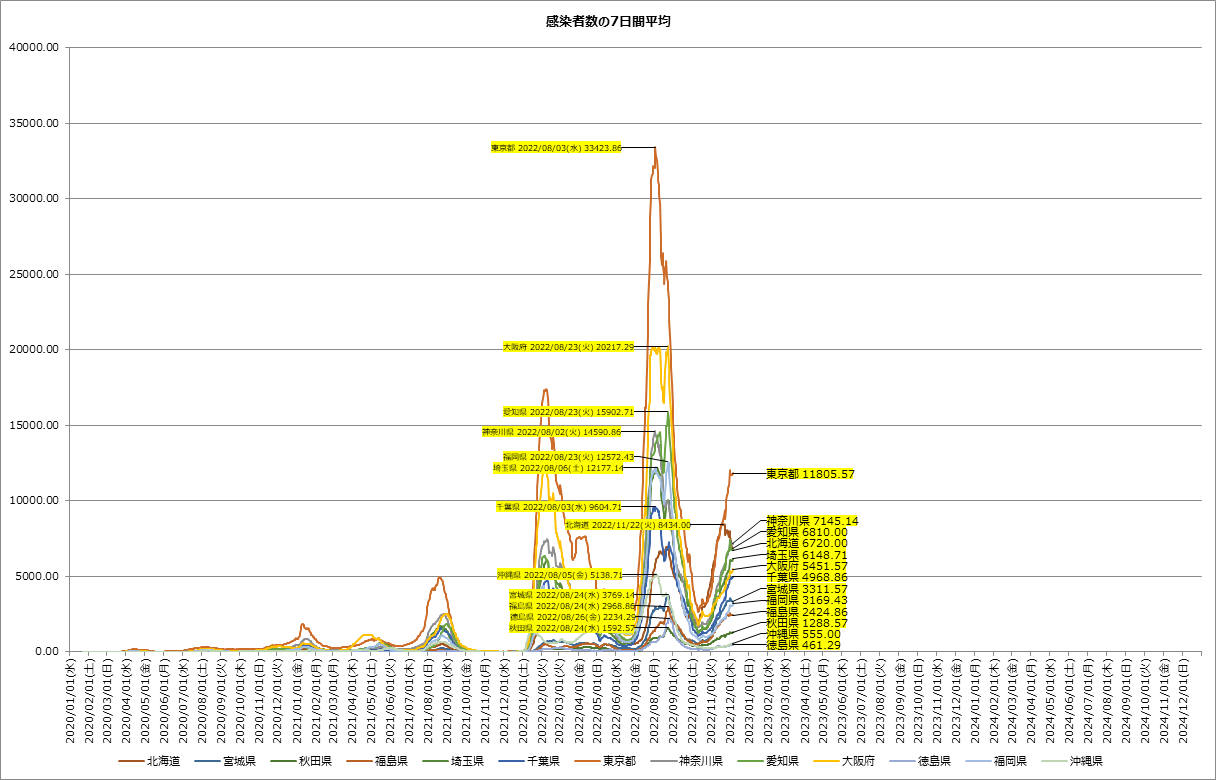 感染者数の7日間平均
40000.00
35000.00
30000.00
25000.00
20000.00
15000.00
10000.00
5000.00
0.00
東京都 2022/08/03(水) 33423.86
大阪府 2022/08/23(火) 20217.29
愛知県 2022/08/23(火) 15902.71
神奈川県 2022/08/02(火) 14590.86
福岡県 2022/08/23(火) 12572.43
埼玉県 2022/08/06(土) 12177.14
千葉県 2022/08/03(水) 9604.71
北海道 2022/11/22(火) 8434.00
沖縄県 2022/08/05(金) 5138.71
宮城県 2022/08/24(水) 3769.14
福島県 2022/08/24(水) 2968.86
徳島県 2022/08/26(金) 2234.29
秋田県 2022/08/24(水) 1592.57
東京都 11805.57
神奈川県 7145.14
愛知県 6810.00
北海道 6720.00
埼玉県 6148.71
大阪府 5451.57
千葉県 4968.86
宮城県 3311.57
福岡県 3169.43
福島県 2424.86
秋田県 1288.57
沖縄県 555.00
徳島県 461.29
2020/01/01(水)
2020/02/01(土)
2020/03/01(日)
2020/04/01(水)
2020/05/01(金)
2020/06/01(月)
2020/07/01(水)
2020/08/01(土)
2020/09/01(火)
2020/10/01(木)
2020/11/01(日)
2020/12/01(火)
2021/01/01(金)
2021/02/01(月)
2021/03/01(月)
2021/04/01(木)
2021/05/01(土)
2021/06/01(火)
2021/07/01(木)
2021/08/01(日)
2021/09/01(水)
2021/10/01(金)
2021/11/01(月)
2021/12/01(水)
2022/01/01(土)
2022/02/01(火)
2022/03/01(火)
2022/04/01(金)
2022/05/01(日)
2022/06/01(水)
2022/07/01(金)
2022/08/01(月)
2022/09/01(木)
2022/10/01(土)
2022/11/01(火)
2022/12/01(木)
2023/01/01(日)
2023/02/01(水)
2023/03/01(水)
2023/04/01(土)
2023/05/01(月)
2023/06/01(木)
2023/07/01(土)
2023/08/01(火)
2023/09/01(金)
2023/10/01(日)
2023/11/01(水)
2023/12/01(金)
2024/01/01(月)
2024/02/01(木)
2024/03/01(金)
2024/04/01(月)
2024/05/01(水)
2024/06/01(土)
2024/07/01(月)
2024/08/01(木)
2024/09/01(日)
2024/10/01(火)
2024/11/01(金)
2024/12/01(日)
北海道 宮城県 秋田県 福島県 埼玉県 千葉県 東京都 神奈川県 愛知県 大阪府 徳島県 福岡県 沖縄県